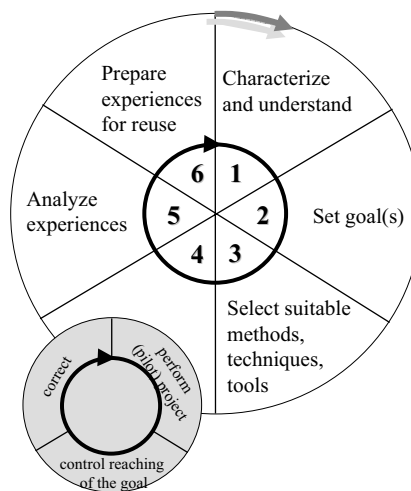 Prepare
experiences
for reuse
Characterize
and understand
6
1
Analyze
experiences
5
2
Set goal(s)
4
3
Select suitable
methods,
techniques,
tools
correct
perform
(pilot) project
control reaching
of the goal